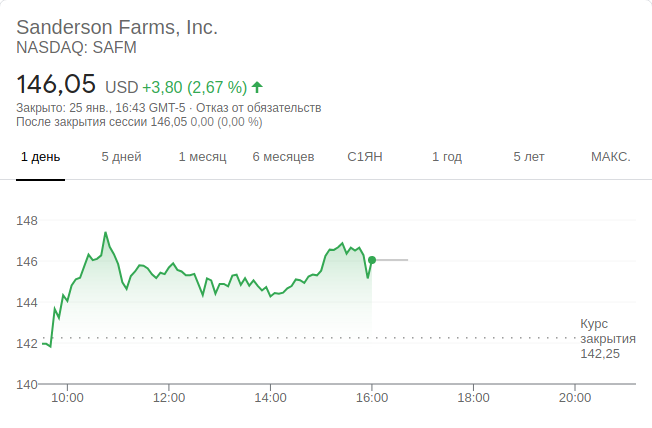 Sanderson Farms, Inc.
NASDAQ: SAFM
146,05 USD +3,80 (2,67 %)
Закрыто: 25 янв., 16:43 GMT-5 · Отказ от обязательств
После закрытия сессии 146,05 0,00 (0,00 %)
1 день 5 дней 1 месяц 6 месяцев С1ЯН 1 год 5 лет МАКС.
148
146
144
Курс
закрытия
142
142,25
140
10:00 12:00 14:00 16:00 18:00 20:00